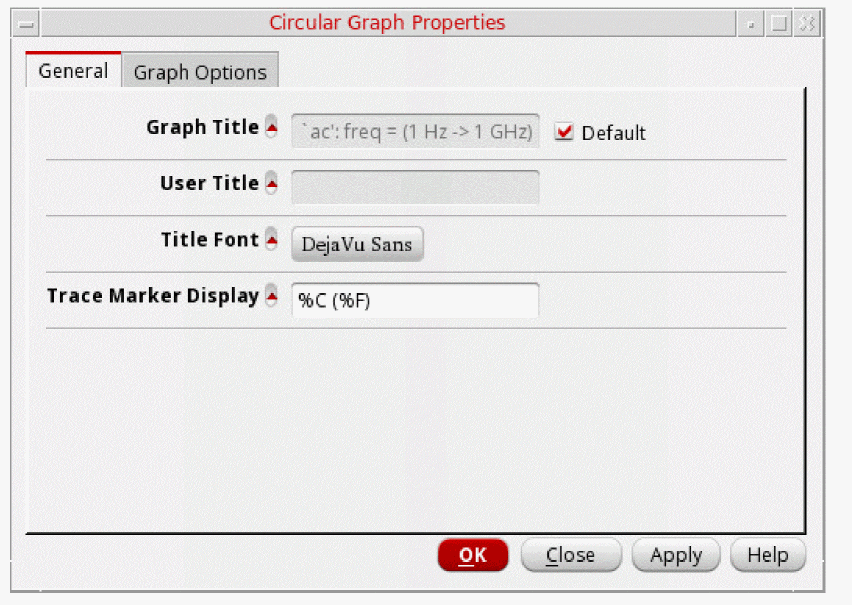 Circular Graph Properties
General Graph Options
Graph Title `ac': freq = (1 Hz -> 1 GHz) Default
User Title
Title Font DejaVu Sans
Trace Marker Display %C (%F)
OK Close Apply Help